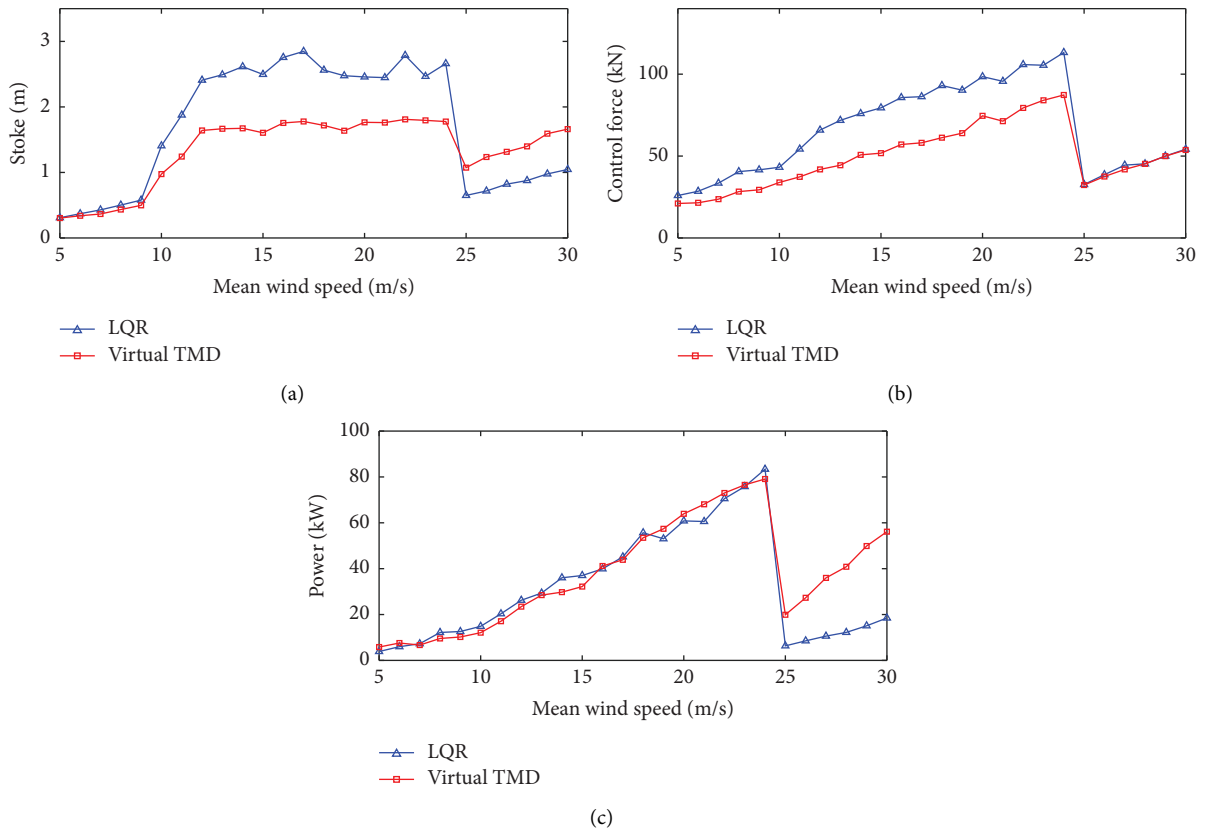 3
2
1
0
Stoke (m)
5 10 15 20 25 30
Mean wind speed (m/s)
LQR
Virtual TMD
(a)
100
50
0
Control force (kN)
5 10 15 20 25 30
Mean wind speed (m/s)
LQR
Virtual TMD
(b)
100
80
60
40
20
0
Power (kW)
5 10 15 20 25 30
Mean wind speed (m/s)
LQR
Virtual TMD
(c)